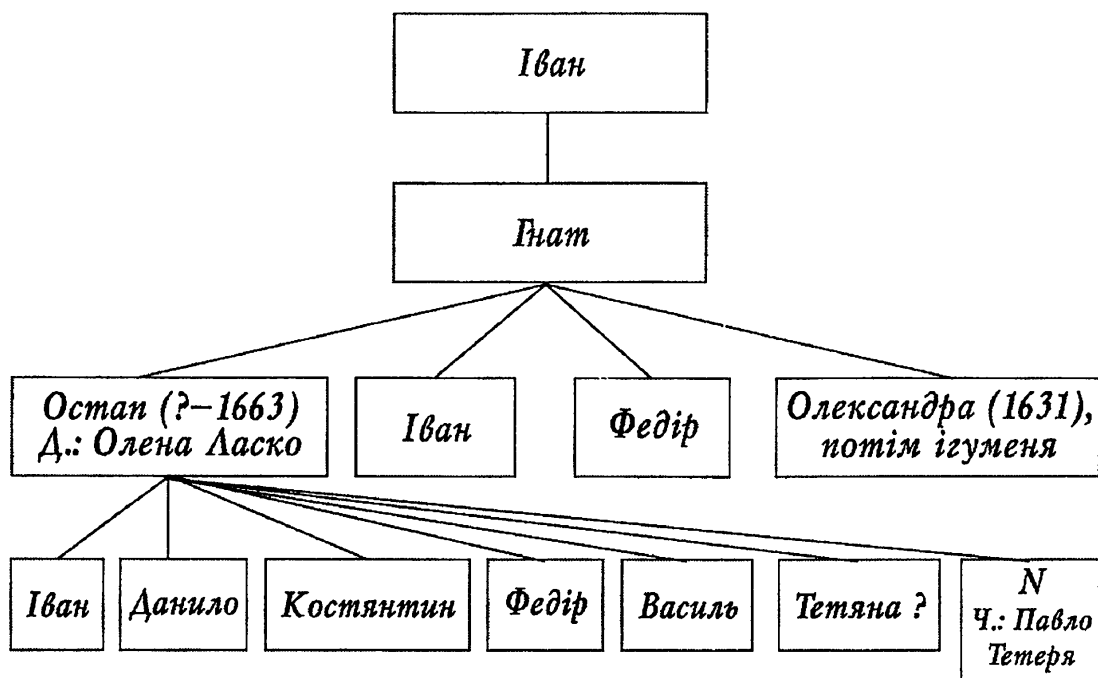 Іван
Гнат
Остап (?–1663)
Д.: Олена Ласко
Іван
Федір
Олександра (1631),
потім ігуменя
Іван
Данило
Костянтин
Федір
Василь
Тетяна ?
N
Ч.: Павло
Тетеря